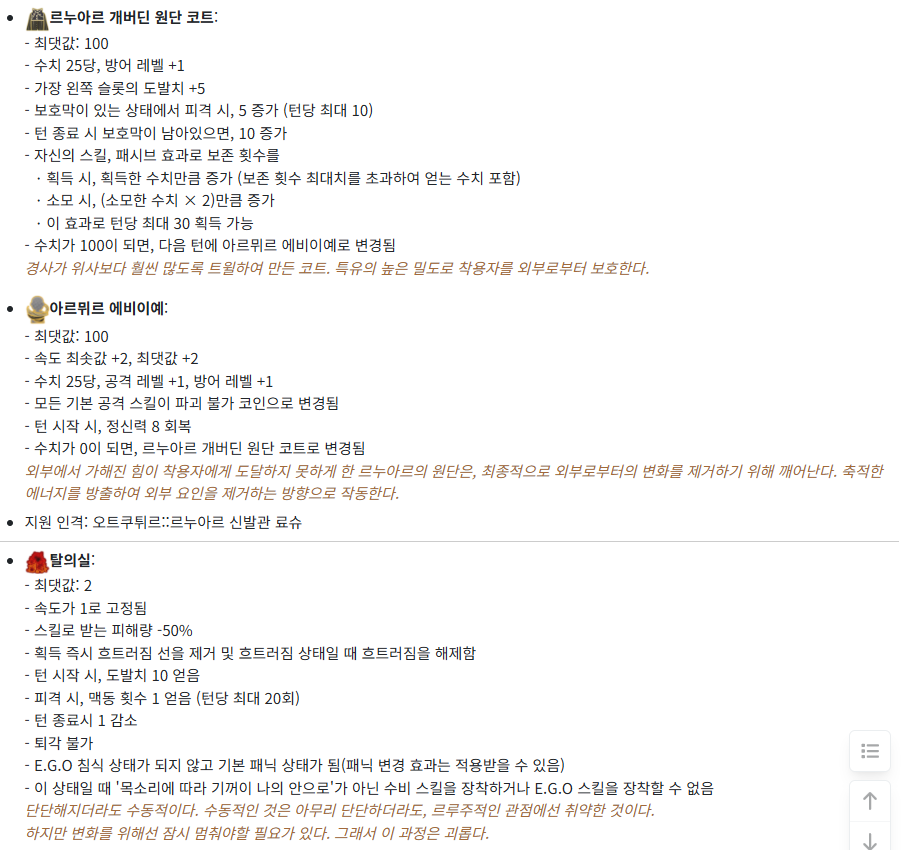 르누아르 개버딘 원단 코트:
- 최댓값: 100
- 수치 25당, 방어 레벨 +1
- 가장 왼쪽 슬롯의 도발치 +5
- 보호막이 있는 상태에서 피격 시, 5 증가 (턴당 최대 10)
- 턴 종료 시 보호막이 남아있으면, 10 증가
- 자신의 스킬, 패시브 효과로 보존 횟수를
· 획득 시, 획득한 수치만큼 증가 (보존 횟수 최대치를 초과하여 얻는 수치 포함)
· 소모 시, (소모한 수치 × 2)만큼 증가
· 이 효과로 턴당 최대 30 획득 가능
- 수치가 100이 되면, 다음 턴에 아르뮈르 에비이예로 변경됨
경사가 위사보다 훨씬 많도록 트윌하여 만든 코트. 특유의 높은 밀도로 착용자를 외부로부터 보호한다.
아르뮈르 에비이예:
- 최댓값: 100
- 속도 최솟값 +2, 최댓값 +2
- 수치 25당, 공격 레벨 +1, 방어 레벨 +1
- 모든 기본 공격 스킬이 파괴 불가 코인으로 변경됨
- 턴 시작 시, 정신력 8 회복
- 수치가 0이 되면, 르누아르 개버딘 원단 코트로 변경됨
외부에서 가해진 힘이 착용자에게 도달하지 못하게 한 르누아르의 원단은, 최종적으로 외부로부터의 변화를 제거하기 위해 깨어난다. 축적한
에너지를 방출하여 외부 요인을 제거하는 방향으로 작동한다.
지원 인격: 오트쿠튀르::르누아르 신발관 료슈
탈의실:
- 최댓값: 2
- 속도가 1로 고정됨
- 스킬로 받는 피해량 -50%
- 획득 즉시 흐트러짐 선을 제거 및 흐트러짐 상태일 때 흐트러짐을 해제함
- 턴 시작 시, 도발치 10 얻음
- 피격 시, 맥동 횟수 1 얻음 (턴당 최대 20회)
- 턴 종료시 1 감소
- 퇴각 불가
- E.G.O 침식 상태가 되지 않고 기본 패닉 상태가 됨(패닉 변경 효과는 적용받을 수 있음)
- 이 상태일 때 '목소리에 따라 기꺼이 나의 안으로'가 아닌 수비 스킬을 장착하거나 E.G.O 스킬을 장착할 수 없음
단단해지더라도 수동적이다. 수동적인 것은 아무리 단단하더라도, 르루주적인 관점에선 취약한 것이다.
하지만 변화를 위해선 잠시 멈춰야할 필요가 있다. 그래서 이 과정은 괴롭다.